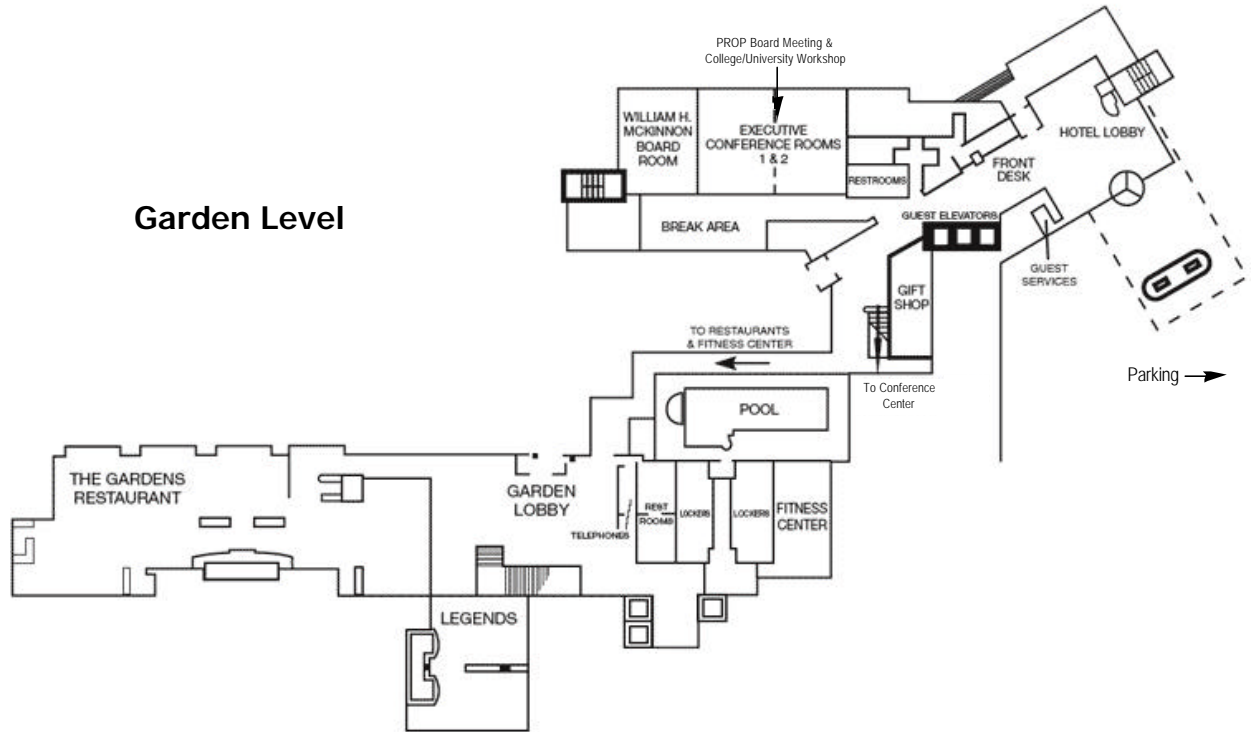 PROP Board Meeting &
College/University Workshop
WILLIAM H.
MCKINNON
BOARD
ROOM
EXECUTIVE
CONFERENCE ROOMS
1 & 2
HOTEL LOBBY
FRONT
DESK
RESTROOMS
Garden Level
BREAK AREA
GUEST ELEVATORS
GUEST
SERVICES
GIFT
SHOP
TO RESTAURANTS
& FITNESS CENTER
Parking
To Conference
Center
POOL
THE GARDENS
RESTAURANT
GARDEN
LOBBY
TELEPHONES
REST
ROOMS
LOCKERS
LOCKERS
FITNESS
CENTER
LEGENDS